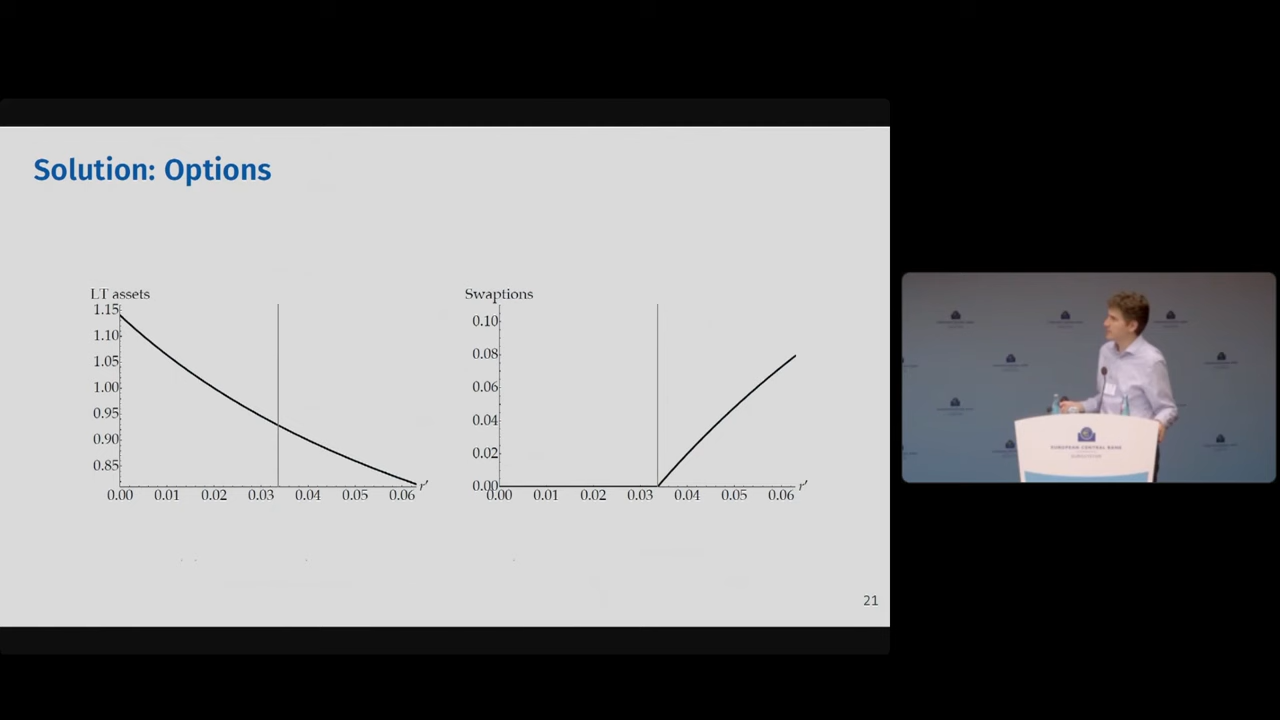 Solution: Options
LT assets
1.15
1.10
1.05
1.00
0.95
0.90
0.85
0.00 0.01 0.02 0.03 0.04 0.05 0.06 r'
Swaptions
0.10
0.08
0.06
0.04
0.02
0.00
0.00 0.01 0.02 0.03 0.04 0.05 0.06 r'
21
EUROPEAN CENTRAL BANK